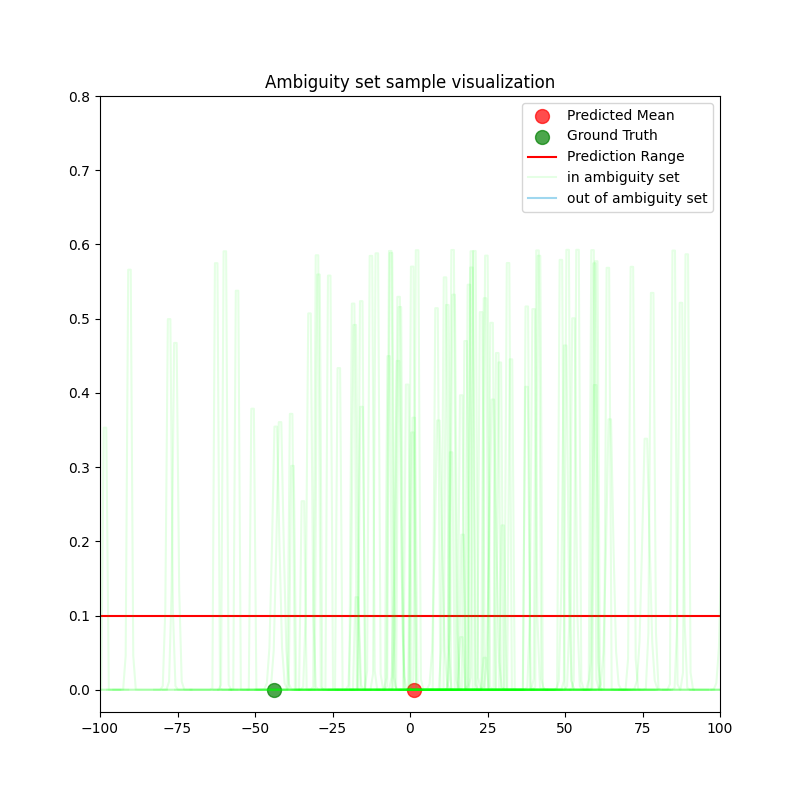 Ambiguity set sample visualization
0.8
0.7
0.6
0.5
0.4
0.3
0.2
0.1
0.0
Predicted Mean
Ground Truth
Prediction Range
in ambiguity set
out of ambiguity set
−100 −75 −50 −25 0 25 50 75 100